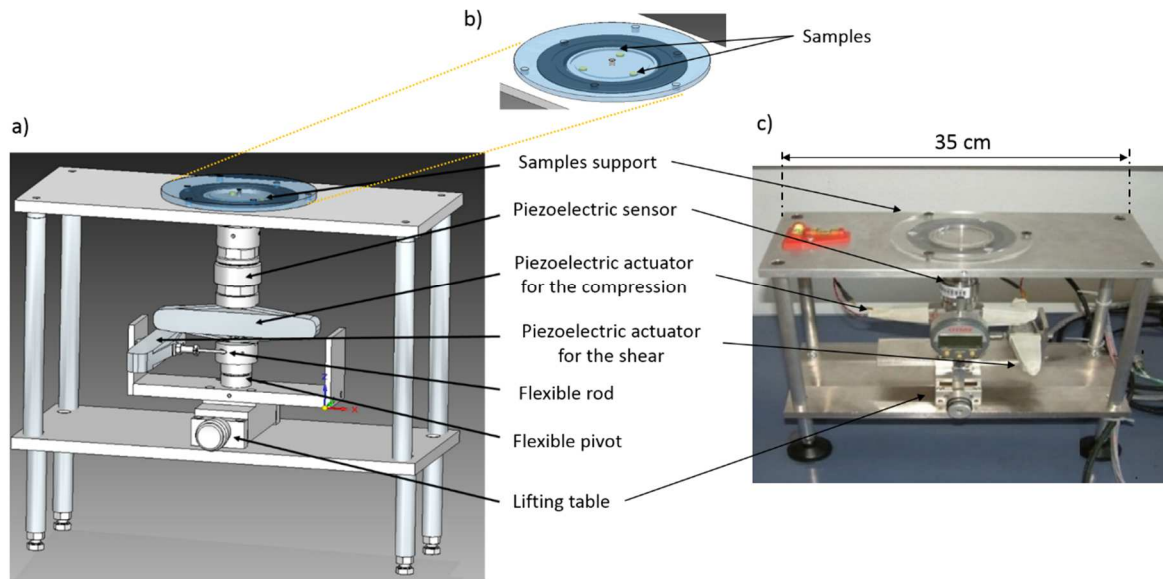 b)
Samples
a)
c)
35 cm
Samples support
Piezoelectric sensor
Piezoelectric actuator
for the compression
Piezoelectric actuator
for the shear
Flexible rod
Flexible pivot
Lifting table
Z
X